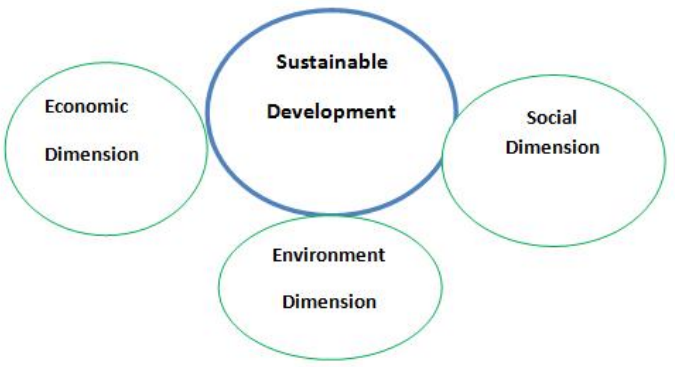 Sustainable
Development
Economic
Dimension
Social
Dimension
Environment
Dimension